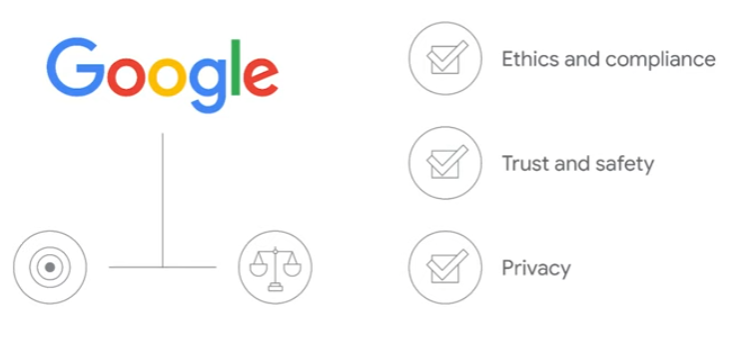 Google
Ethics and compliance
Trust and safety
Privacy